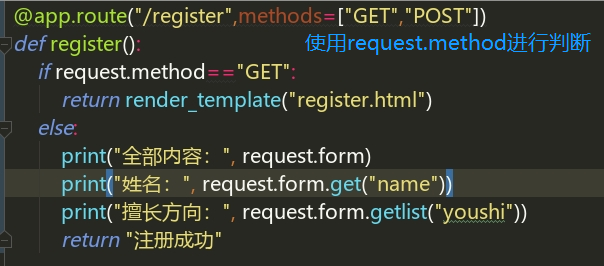 @app.route("/register",methods=["GET","POST"])
def register():
使用request.method进行判断
if request.method=="GET":
return render_template("register.html")
else:
print("全部内容：", request.form)
print("姓名：", request.form.get("name"))
print("擅长方向：", request.form.getlist("youshi"))
return "注册成功"